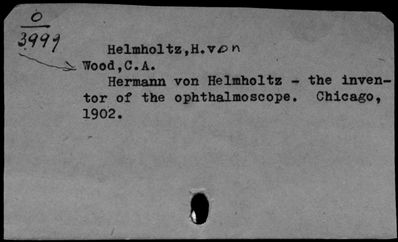 O
3999
Helmholtz,H.von
Wood,C.A.
Hermann von Helmholtz - the inven-
tor of the ophthalmoscope. Chicago,
1902.